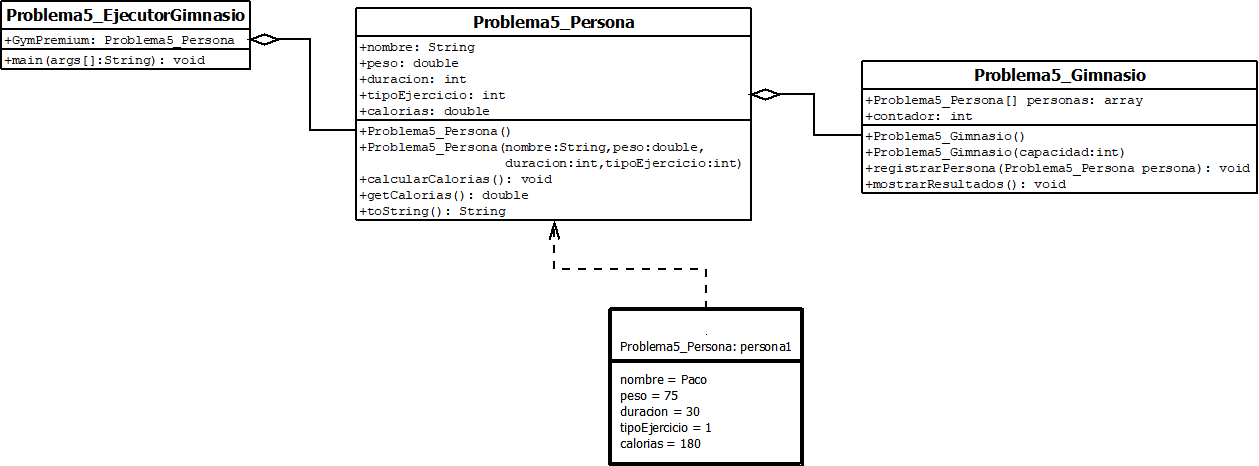 Problema5_EjecutorGimnasio
+GymPremium: Problema5_Persona
+main(args[]:String): void
Problema5_Persona
+nombre: String
+peso: double
+duracion: int
+tipoEjercicio: int
+calorias: double
+Problema5_Persona()
+Problema5_Persona(nombre:String,peso:double,
duracion:int,tipoEjercicio:int)
+calcularCalorias(): void
+getCalorias(): double
+toString(): String
Problema5_Gimnasio
+Problema5_Persona[] personas: array
+contador: int
+Problema5_Gimnasio()
+Problema5_Gimnasio(capacidad:int)
+registrarPersona(Problema5_Persona persona): void
+mostrarResultados(): void
.
Problema5_Persona: persona1
nombre = Paco
peso = 75
duracion = 30
tipoEjercicio = 1
calorias = 180